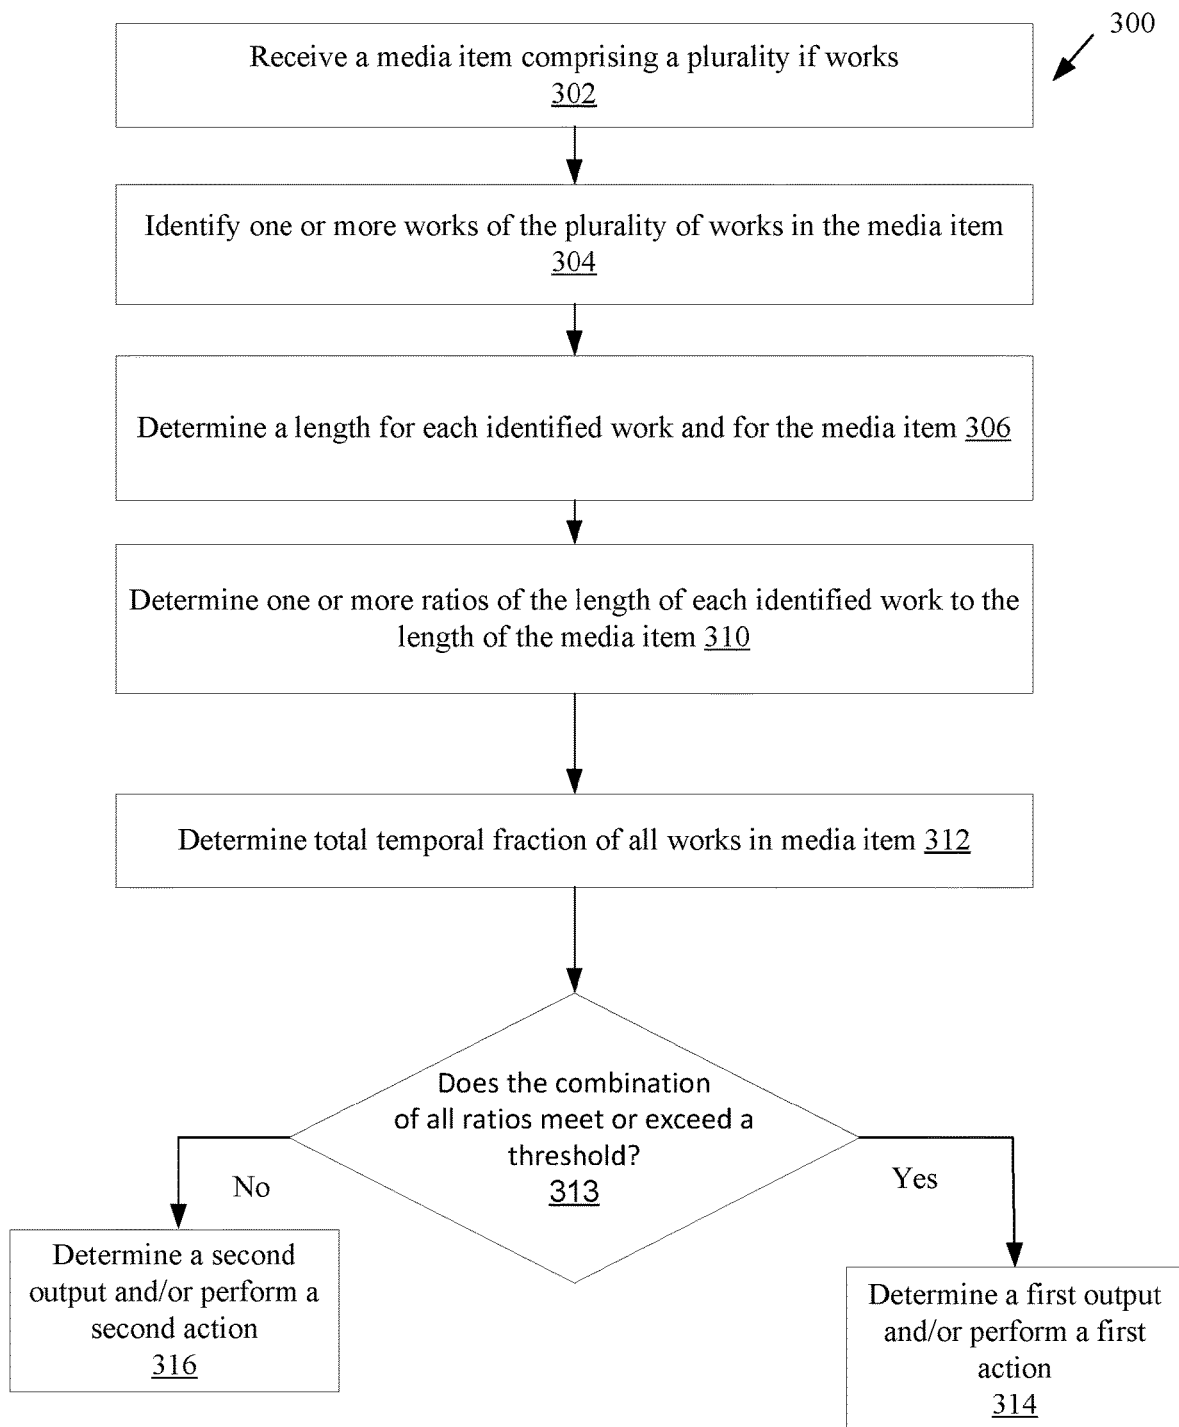 300
Receive a media item comprising a plurality if works
302
Identify one or more works of the plurality of works in the media item
304
Determine a length for each identified work and for the media item 306
Determine one or more ratios of the length of each identified work to the
length of the media item 310
Determine total temporal fraction of all works in media item 312
Does the combination
of all ratios meet or exceed a
threshold?
313
No
Yes
Determine a second
output and/or perform a
second action
316
Determine a first output
and/or perform a first
action
314